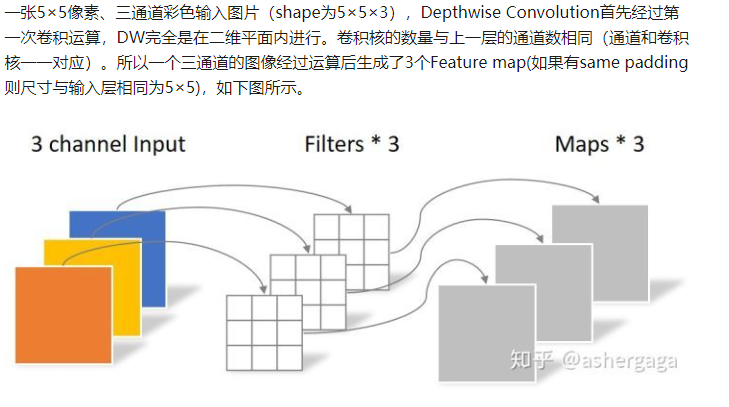 一张5×5像素、三通道彩色输入图片（shape为5×5×3），Depthwise Convolution首先经过第
一次卷积运算，DW完全是在二维平面内进行。卷积核的数量与上一层的通道数相同（通道和卷积
核一一对应）。所以一个三通道的图像经过运算后生成了3个Feature map(如果有same padding
则尺寸与输入层相同为5×5)，如下图所示。
3 channel Input
Filters * 3
Maps * 3
知乎 @ashergaga